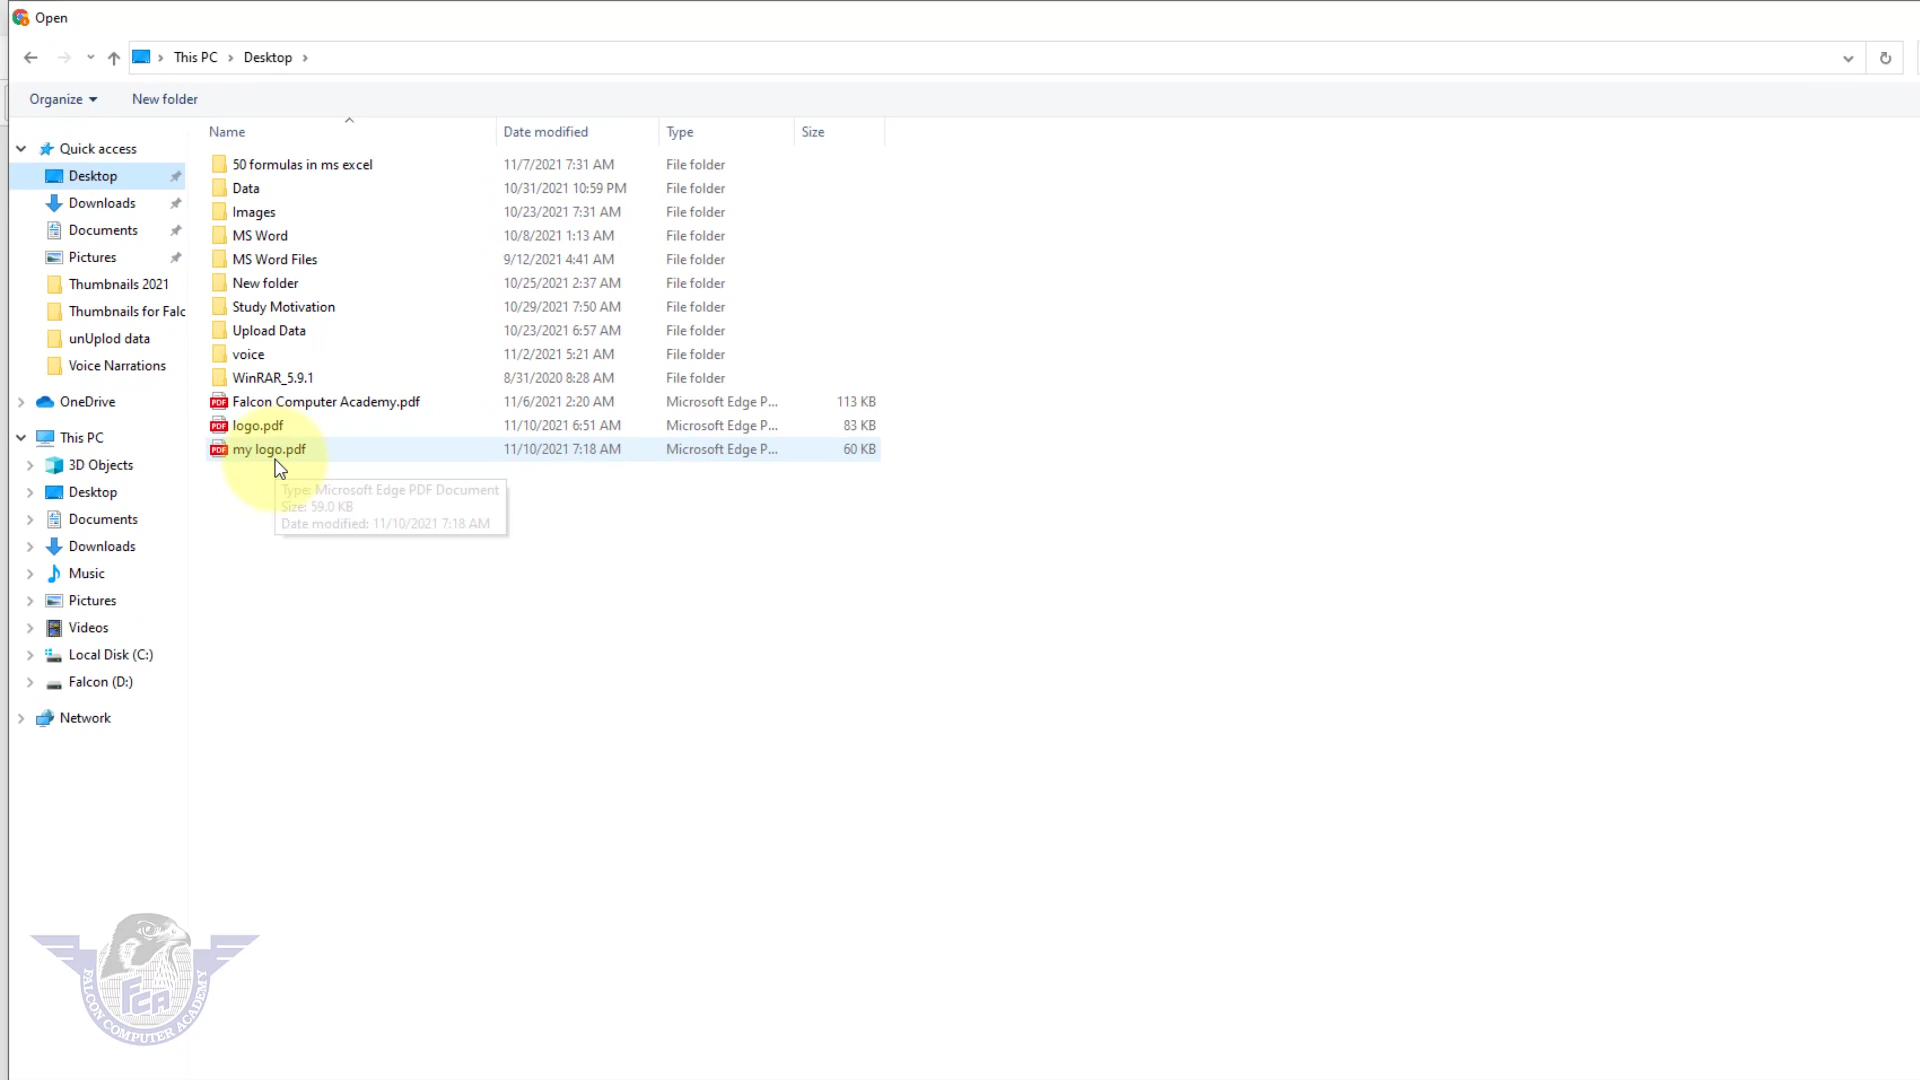 Open
This PC Desktop
Organize New folder
Name Date modified Type Size
Quick access
Desktop
Downloads
Documents
Pictures
Thumbnails 2021
Thumbnails for Falc
unUplod data
Voice Narrations
OneDrive
This PC
3D Objects
Desktop
Documents
Downloads
Music
Pictures
Videos
Local Disk (C:)
Falcon (D:)
Network
50 formulas in ms excel 11/7/2021 7:31 AM File folder
Data 10/31/2021 10:59 PM File folder
Images 10/23/2021 7:31 AM File folder
MS Word 10/8/2021 1:13 AM File folder
MS Word Files 9/12/2021 4:41 AM File folder
New folder 10/25/2021 2:37 AM File folder
Study Motivation 10/29/2021 7:50 AM File folder
Upload Data 10/23/2021 6:57 AM File folder
voice 11/2/2021 5:21 AM File folder
WinRAR_5.9.1 8/31/2020 8:28 AM File folder
PDF Falcon Computer Academy.pdf 11/6/2021 2:20 AM Microsoft Edge P... 113 KB
PDF logo.pdf 11/10/2021 6:51 AM Microsoft Edge P... 83 KB
PDF my logo.pdf 11/10/2021 7:18 AM Microsoft Edge P... 60 KB
Type: Microsoft Edge PDF Document
Size: 59.0 KB
Date modified: 11/10/2021 7:18 AM
FCA
FALCON COMPUTER ACADEMY